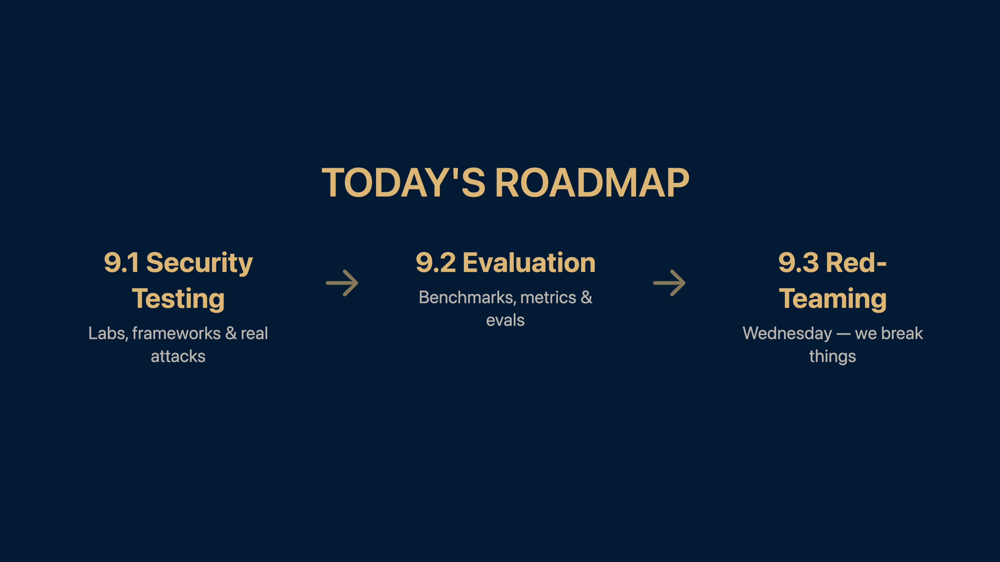 TODAY'S ROADMAP
9.1 Security
Testing
Labs, frameworks & real
attacks
→
9.2 Evaluation
Benchmarks, metrics &
evals
→
9.3 Red-
Teaming
Wednesday — we break
things